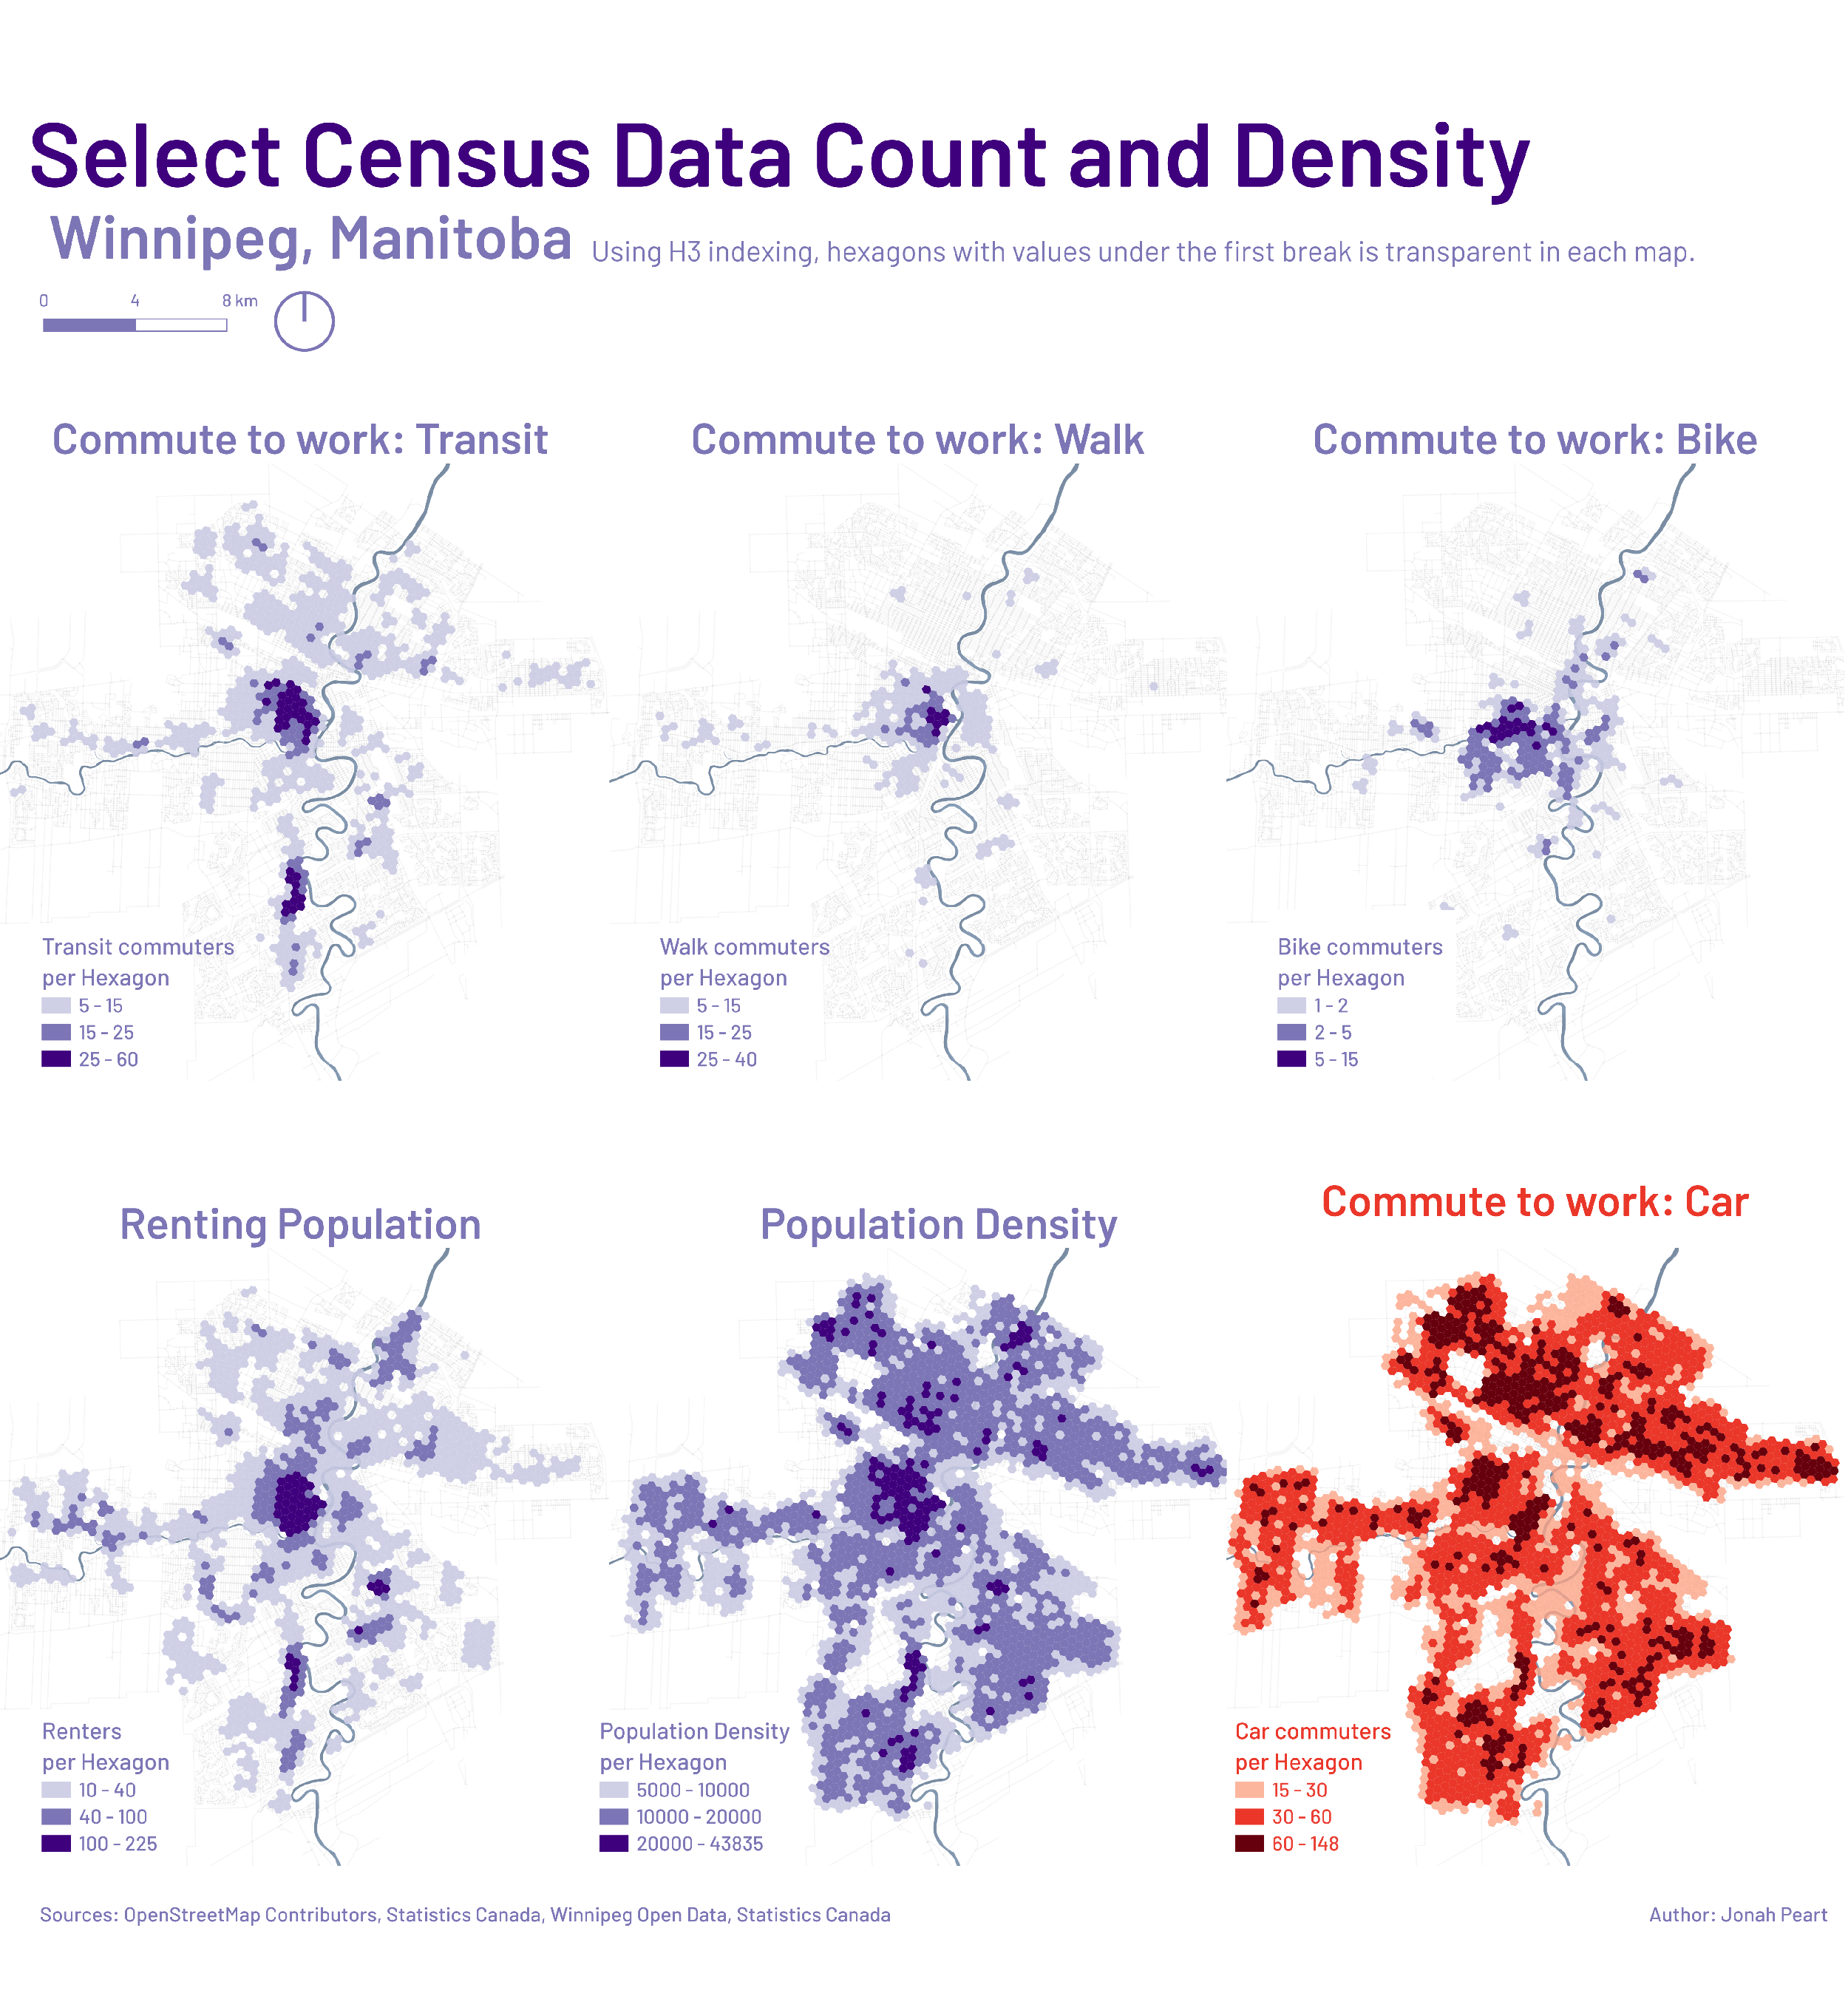 Select Census Data Count and Density
Winnipeg, Manitoba
Using H3 indexing, hexagons with values under the first break is transparent in each map.
0 4 8 km
Commute to work: Transit
Transit commuters
per Hexagon
5 - 15
15 - 25
25 - 60
Commute to work: Walk
Walk commuters
per Hexagon
5 - 15
15 - 25
25 - 40
Commute to work: Bike
Bike commuters
per Hexagon
1 - 2
2 - 5
5 - 15
Renting Population
Renters
per Hexagon
10 - 40
40 - 100
100 - 225
Population Density
Population Density
per Hexagon
5000 - 10000
10000 - 20000
20000 - 43835
Commute to work: Car
Car commuters
per Hexagon
15 - 30
30 - 60
60 - 148
Sources: OpenStreetMap Contributors, Statistics Canada, Winnipeg Open Data, Statistics Canada
Author: Jonah Peart